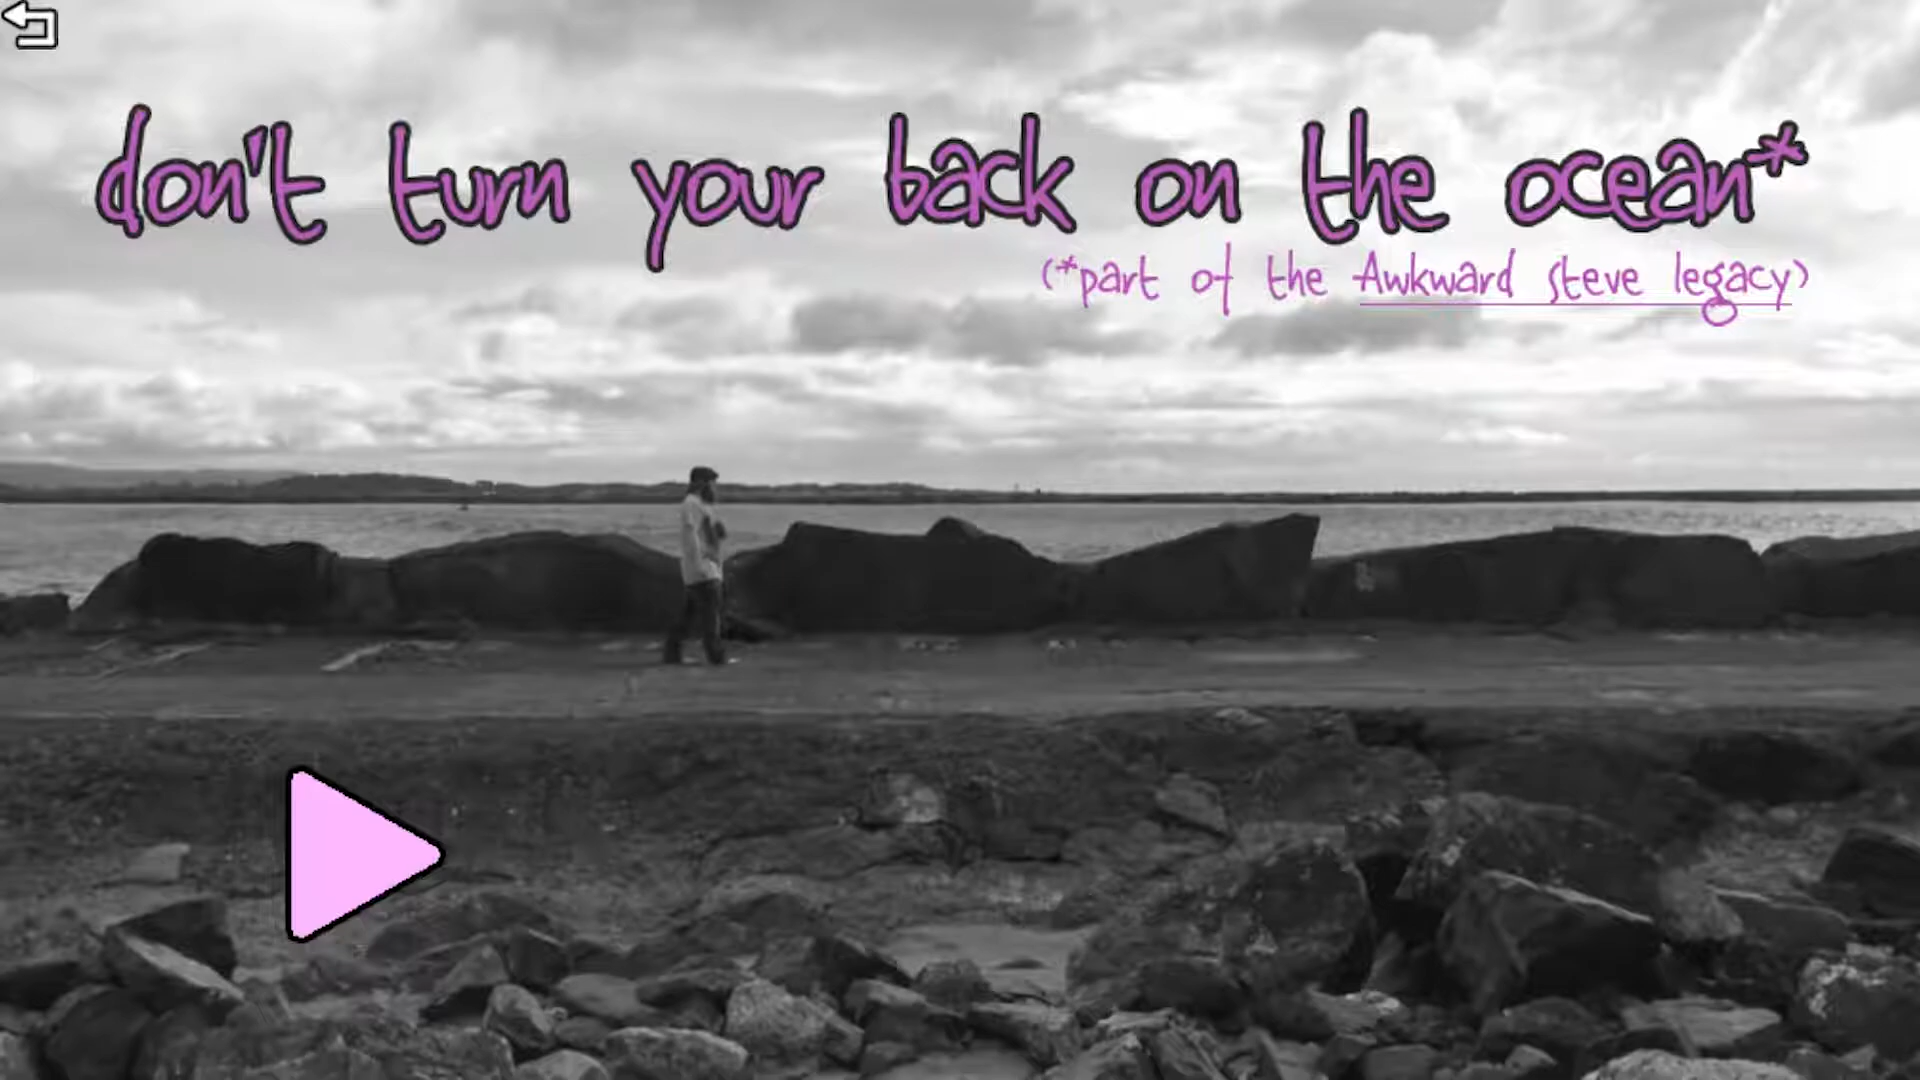 don't turn your back on the ocean*
(*part of the Awkward steve legacy)